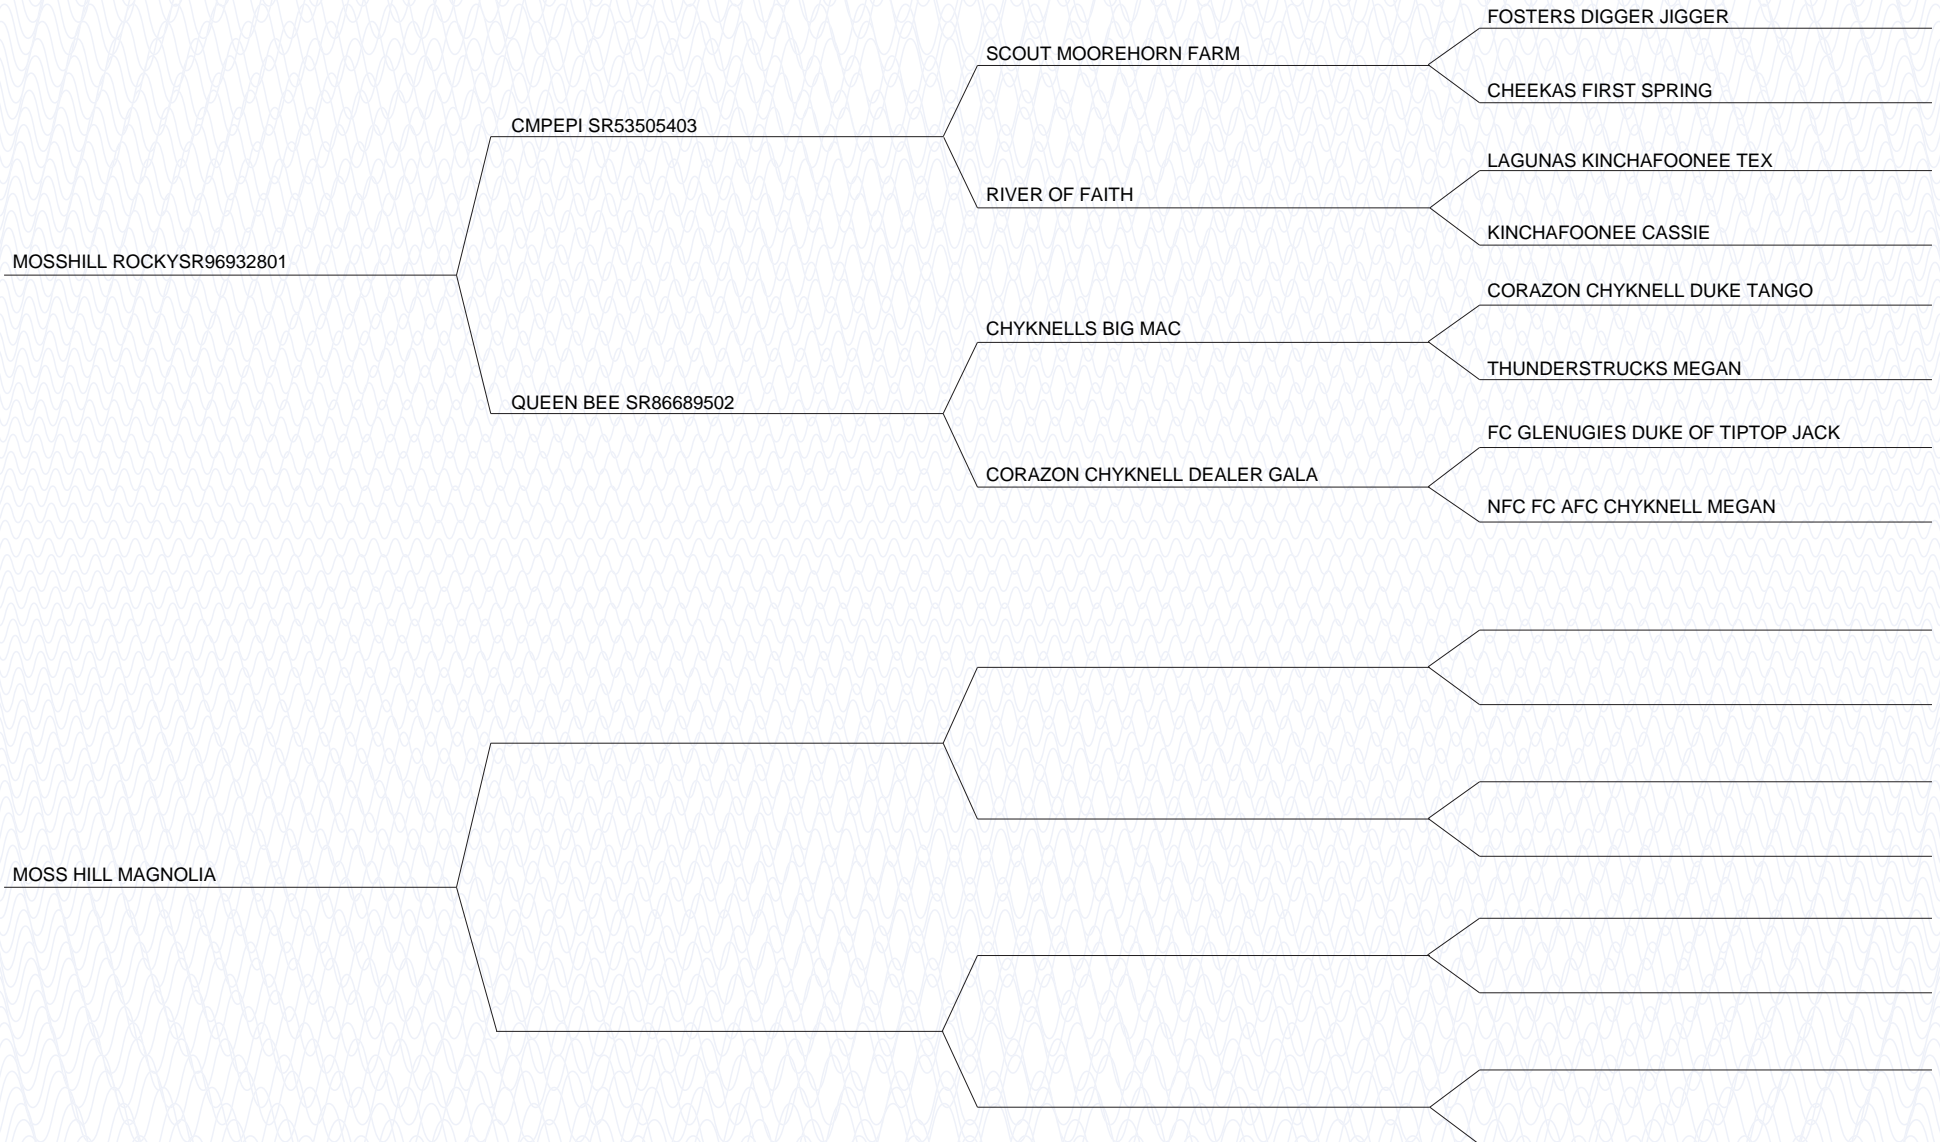 FOSTERS DIGGER JIGGER
SCOUT MOOREHORN FARM
CHEEKAS FIRST SPRING
CMPEPI SR53505403
LAGUNAS KINCHAFOONEE TEX
RIVER OF FAITH
KINCHAFOONEE CASSIE
MOSSHILL ROCKYSR96932801
CORAZON CHYKNELL DUKE TANGO
CHYKNELLS BIG MAC
THUNDERSTRUCKS MEGAN
QUEEN BEE SR86689502
FC GLENUGIES DUKE OF TIPTOP JACK
CORAZON CHYKNELL DEALER GALA
NFC FC AFC CHYKNELL MEGAN
MOSS HILL MAGNOLIA